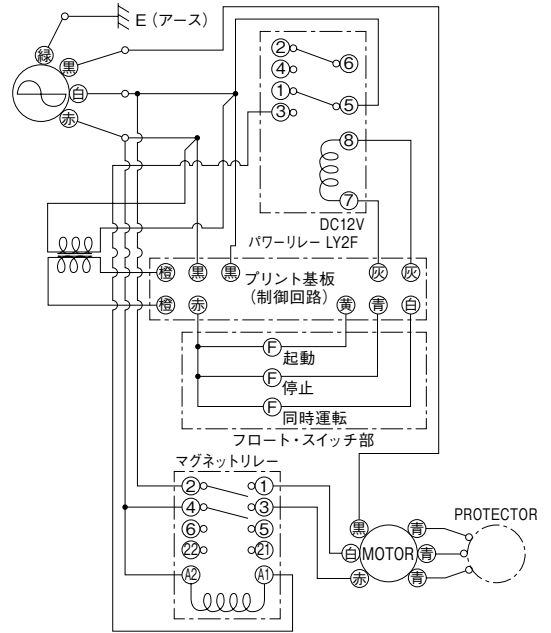 E（アース）
緑
黒
白
赤
②
④
①
③
⑥
⑤
⑧
⑦
DC12V
パワーリレー LY2F
橙
黒
黒
プリント基板
（制御回路）
灰
灰
橙
赤
黄
青
白
F
起動
F
停止
F
同時運転
フロート・スイッチ部
マグネットリレー
②
①
④
③
⑥
⑤
㉒
㉑
A2
A1
黒
白
赤
MOTOR
青
青
青
PROTECTOR